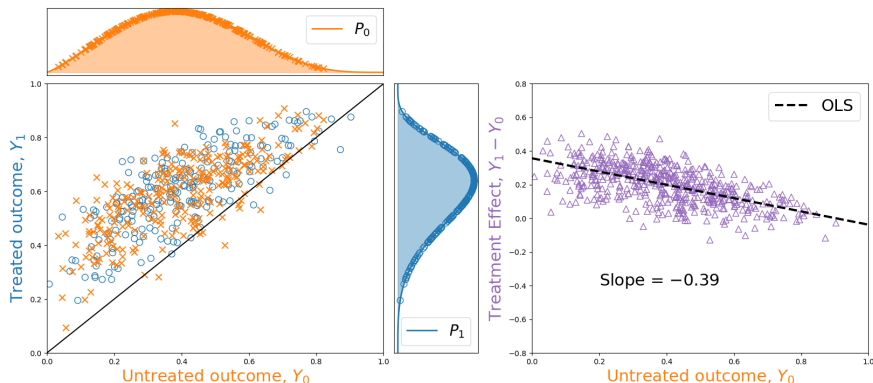 P₀
Treated outcome, Y₁
1.0
0.8
0.6
0.4
0.2
0.0
0.0 0.2 0.4 0.6 0.8 1.0
Untreated outcome, Y₀
P₁
Treatment Effect, Y₁ − Y₀
0.8
0.6
0.4
0.2
0.0
−0.2
−0.4
−0.6
−0.8
OLS
Slope = −0.39
0.0 0.2 0.4 0.6 0.8 1.0
Untreated outcome, Y₀